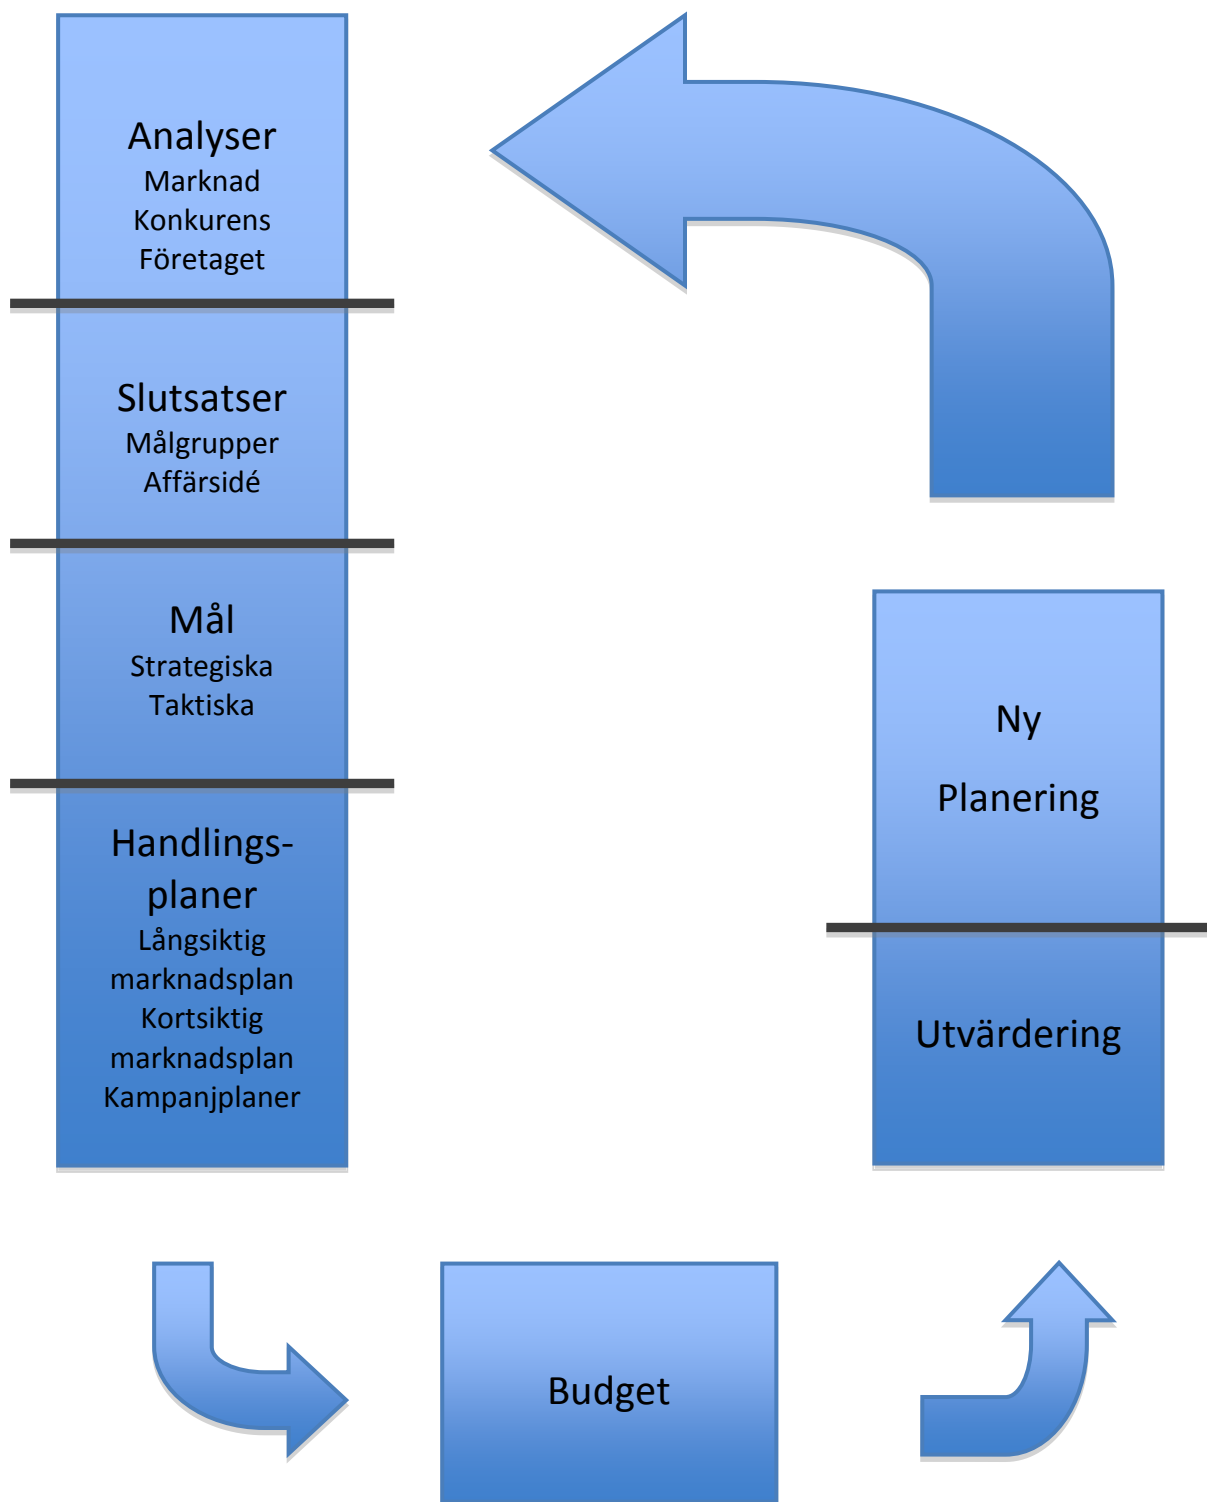 Analyser
Marknad
Konkurens
Företaget
Slutsatser
Målgrupper
Affärsidé
Mål
Strategiska
Taktiska
Handlings-
planer
Långsiktig
marknadsplan
Kortsiktig
marknadsplan
Kampanjplaner
Budget
Ny
Planering
Utvärdering